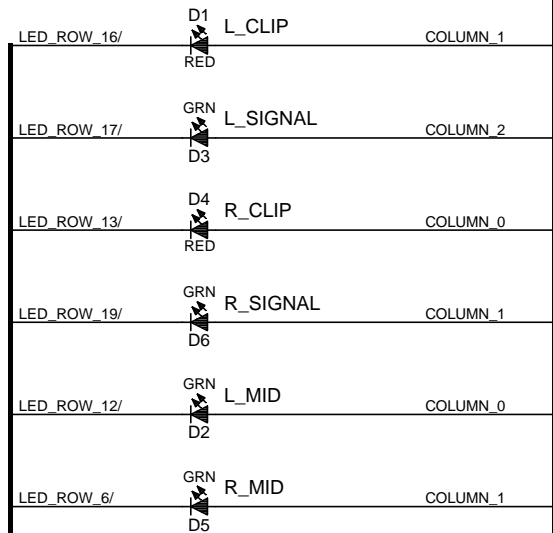 D1
L_CLIP
LED_ROW_16/
COLUMN_1
RED
GRN
L_SIGNAL
LED_ROW_17/
COLUMN_2
D3
D4
R_CLIP
LED_ROW_13/
COLUMN_0
RED
GRN
R_SIGNAL
LED_ROW_19/
COLUMN_1
D6
GRN
L_MID
LED_ROW_12/
COLUMN_0
D2
GRN
R_MID
LED_ROW_6/
COLUMN_1
D5